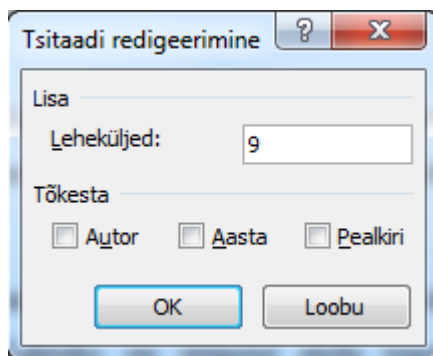 Tsitaadi redigeerimine
Lisa
Leheküljed: 9
Tõkesta
Autor Aasta Pealkiri
OK Loobu